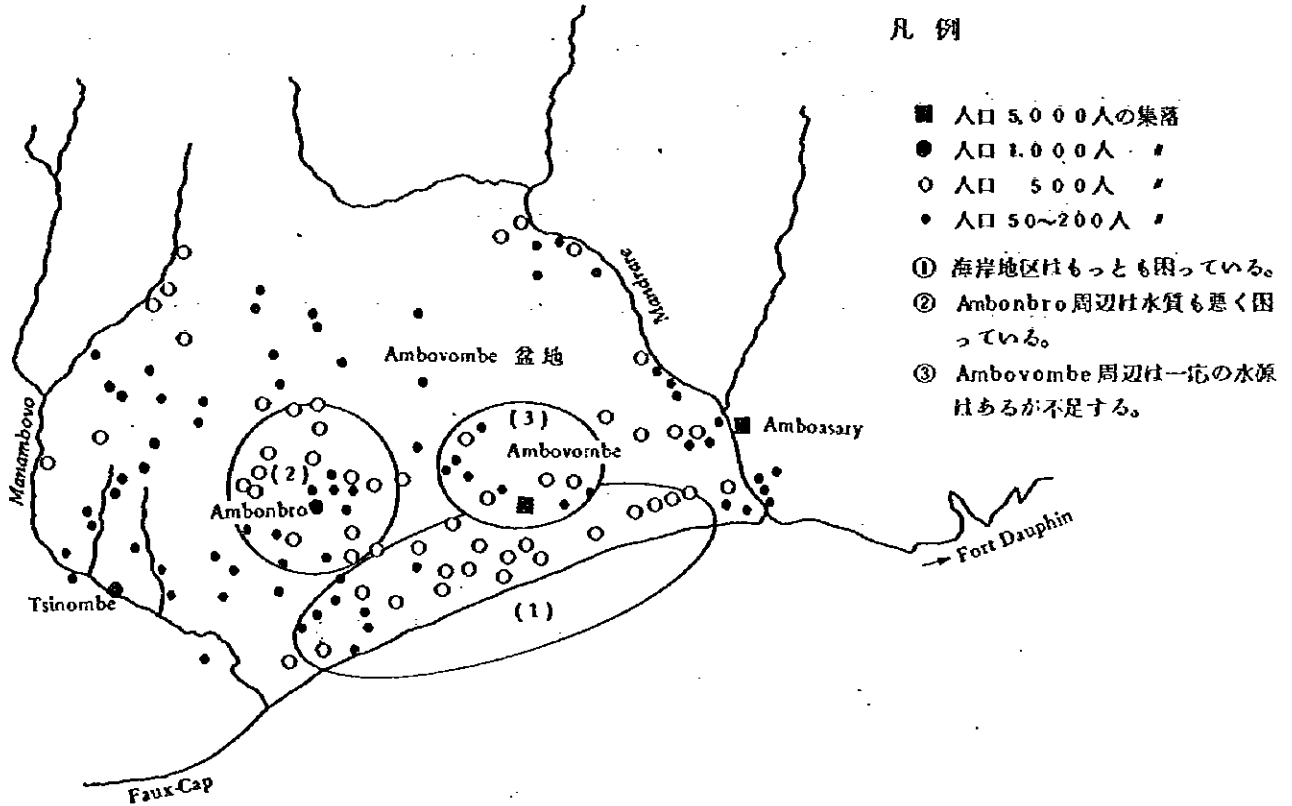 凡例
■ 人口 5,000人の集落
● 人口 1,000人 〃
○ 人口 500人 〃
• 人口 50~200人 〃
① 海岸地区はもっとも困っている。
② Ambonbro周辺は水質も悪く困
っている。
③ Ambovombe周辺は一応の水源
はあるが不足する。
Mandrare
Ambovombe 盆地
(3)
Ambovombe
Amboasary
(2)
Ambonbro
Manambovo
→ Fort Dauphin
Tsinombe
(1)
Faux-Cap